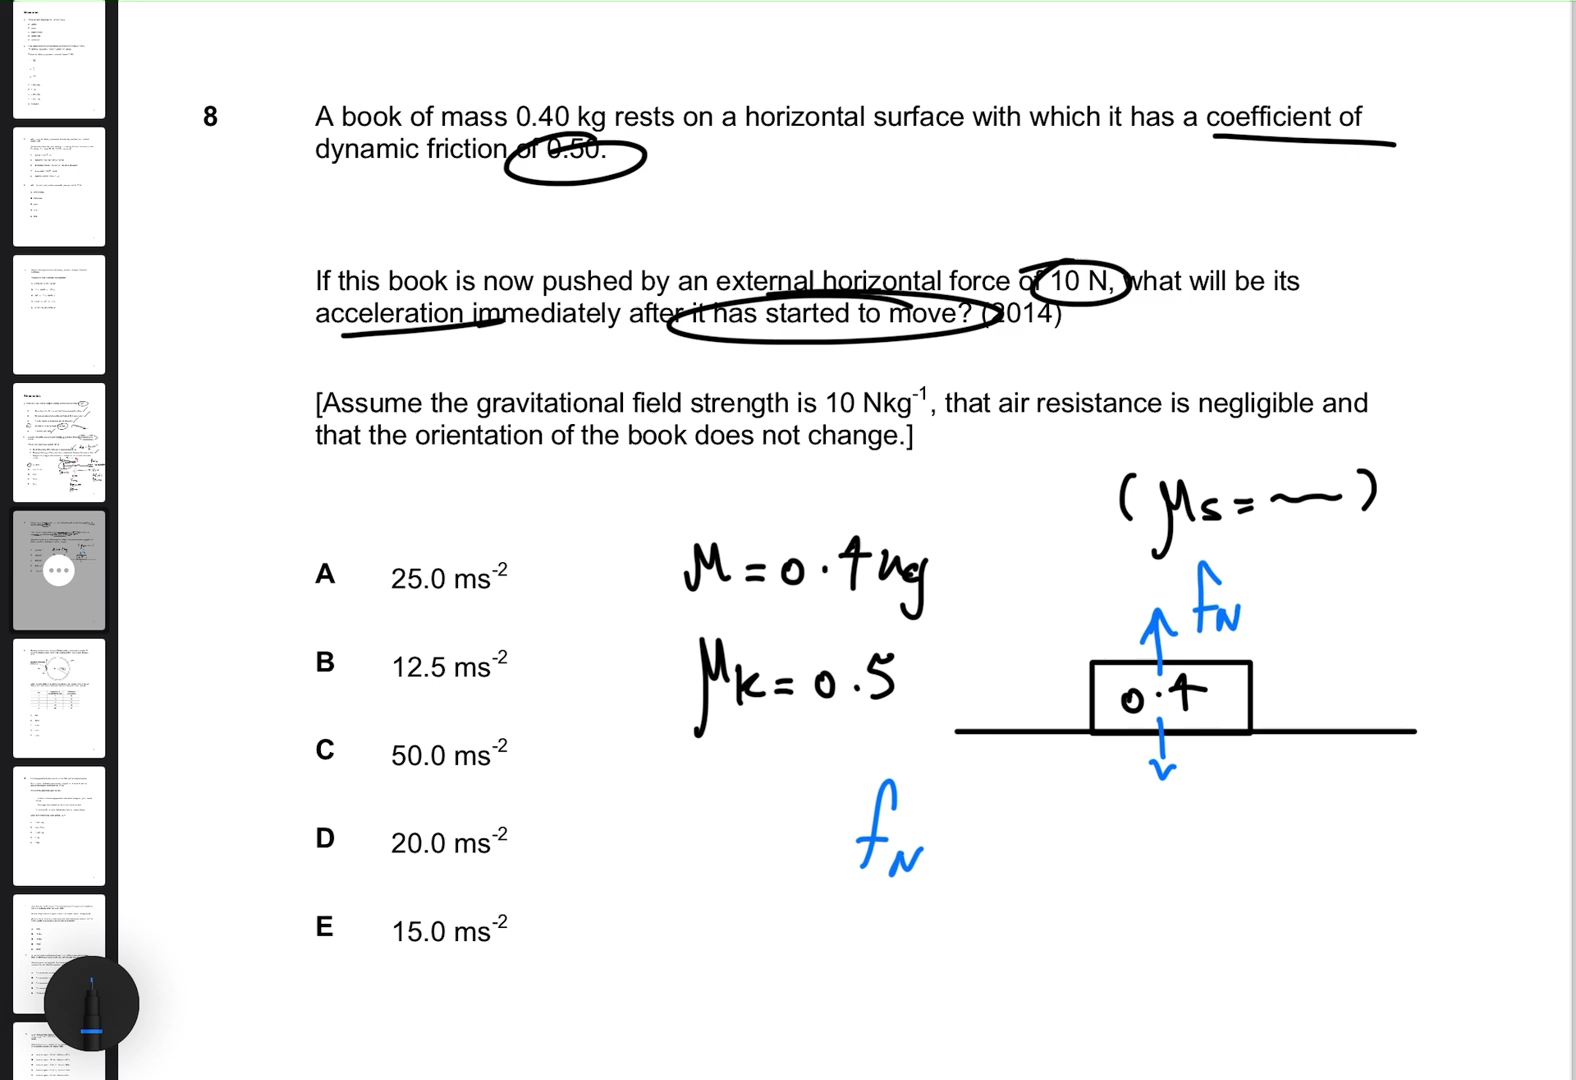 8 A book of mass 0.40 kg rests on a horizontal surface with which it has a coefficient of
dynamic friction of 0.50.
If this book is now pushed by an external horizontal force of 10 N, what will be its
acceleration immediately after it has started to move? (2014)
[Assume the gravitational field strength is 10 Nkg⁻¹, that air resistance is negligible and
that the orientation of the book does not change.]
(μs = )
M = 0.4 kg
fN
A 25.0 ms⁻²
B 12.5 ms⁻²
μk = 0.5
0.4
C 50.0 ms⁻²
D 20.0 ms⁻²
fN
E 15.0 ms⁻²